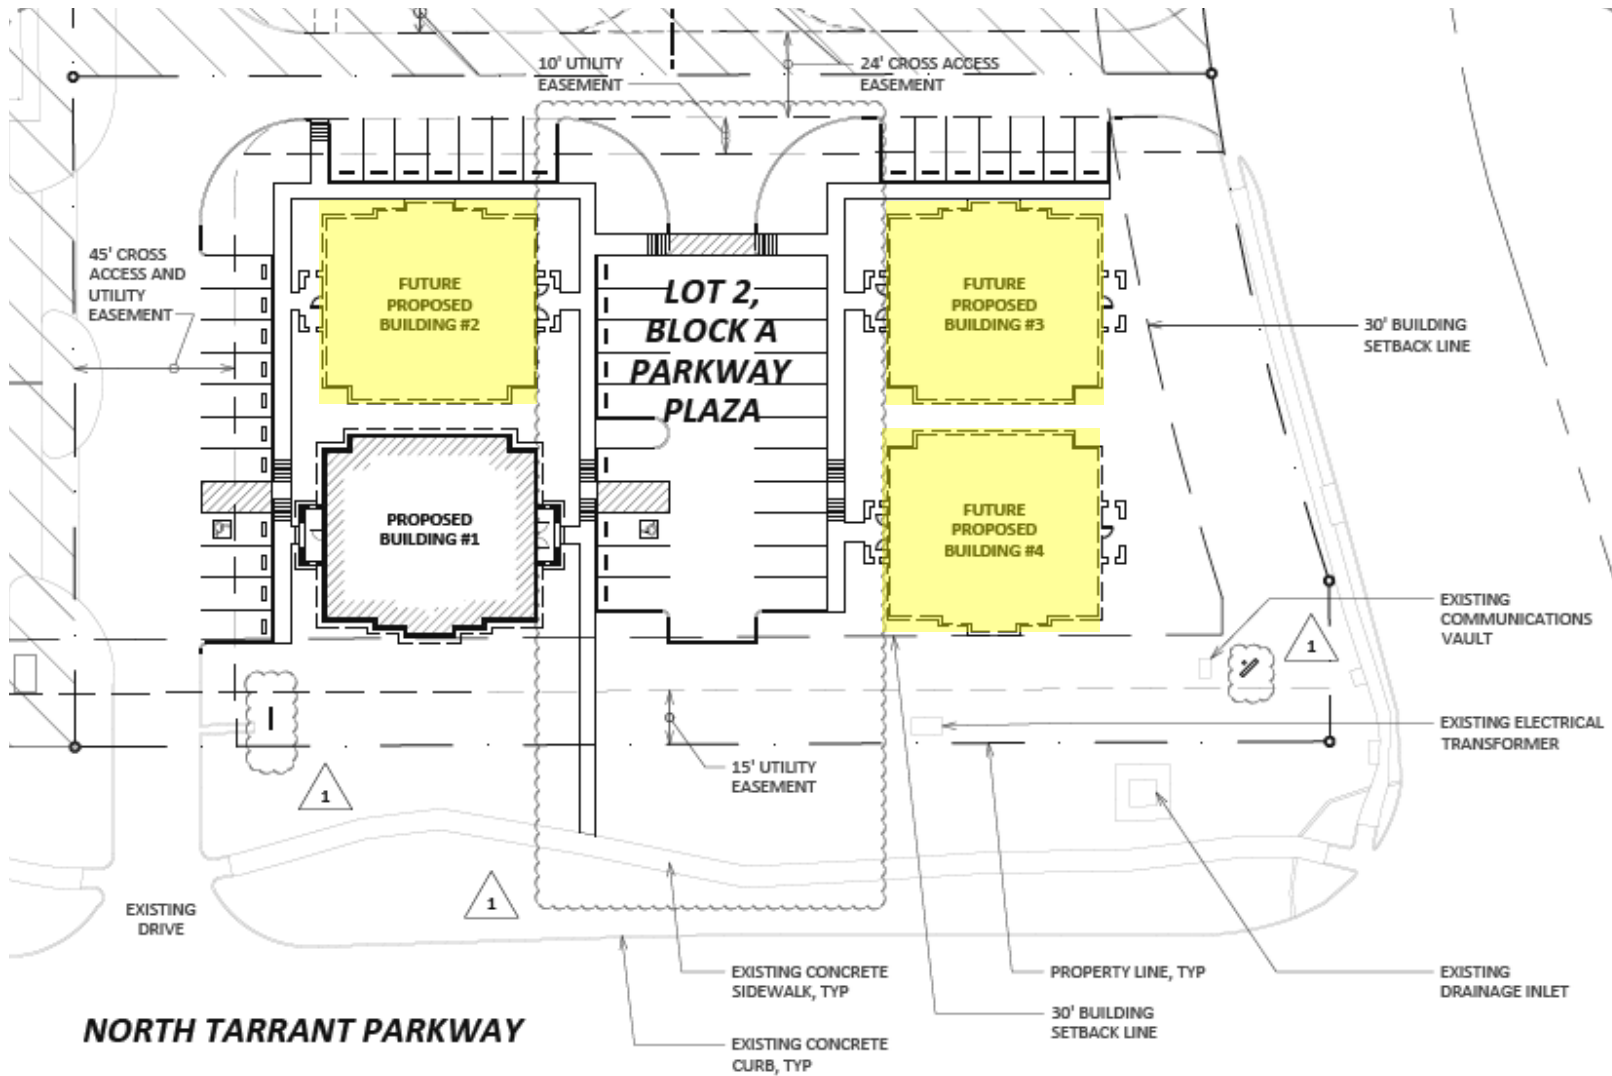 10' UTILITY
EASEMENT
24' CROSS ACCESS
EASEMENT
45' CROSS
ACCESS AND
UTILITY
EASEMENT
FUTURE
PROPOSED
BUILDING #2
LOT 2,
BLOCK A
PARKWAY
PLAZA
FUTURE
PROPOSED
BUILDING #3
30' BUILDING
SETBACK LINE
PROPOSED
BUILDING #1
FUTURE
PROPOSED
BUILDING #4
EXISTING
COMMUNICATIONS
VAULT
1
EXISTING ELECTRICAL
TRANSFORMER
15' UTILITY
EASEMENT
1
1
EXISTING
DRIVE
EXISTING CONCRETE
SIDEWALK, TYP
PROPERTY LINE, TYP
EXISTING
DRAINAGE INLET
30' BUILDING
SETBACK LINE
NORTH TARRANT PARKWAY
EXISTING CONCRETE
CURB, TYP